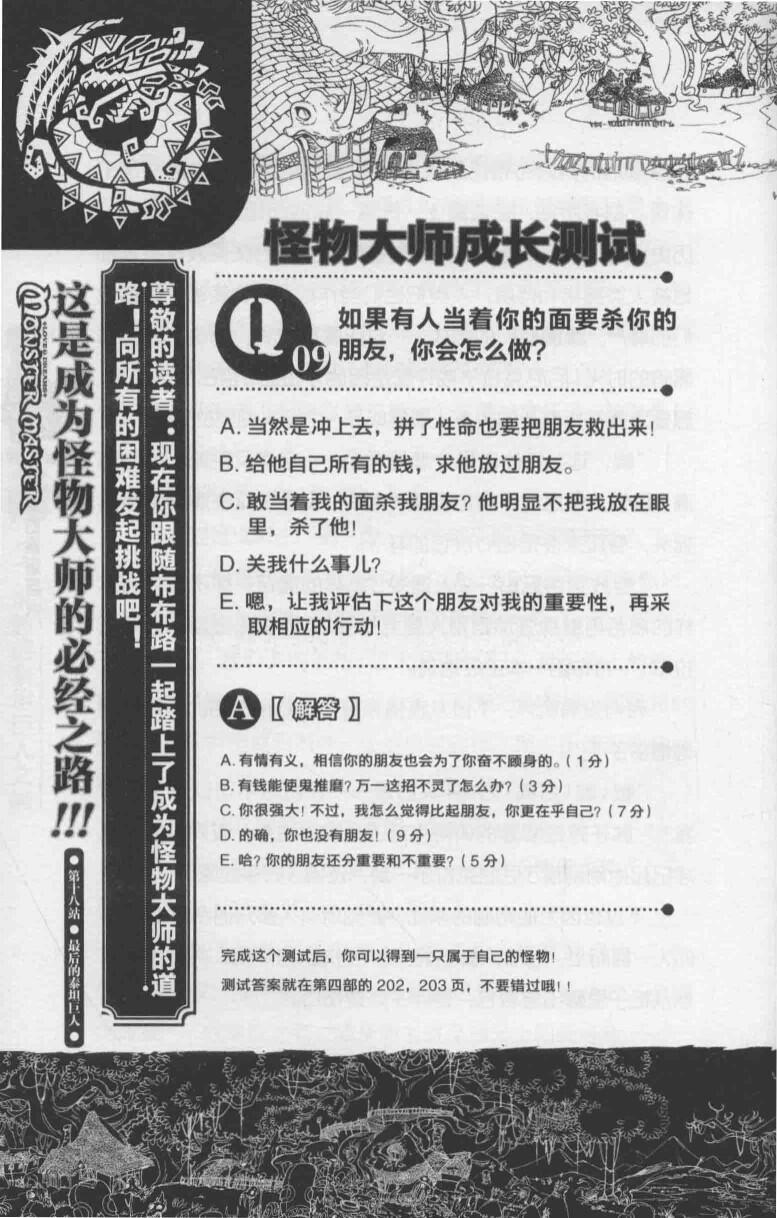 怪物大师成长测试
Q 09
如果有人当着你的面要杀你的
朋友，你会怎么做？
A. 当然是冲上去，拼了性命也要把朋友救出来！
B. 给他自己所有的钱，求他放过朋友。
C. 敢当着我的面杀我朋友？他明显不把我放在眼
里，杀了他！
D. 关我什么事儿？
E. 嗯，让我评估下这个朋友对我的重要性，再采
取相应的行动！
A〖解答〗
A. 有情有义，相信你的朋友也会为了你奋不顾身的。（1分）
B. 有钱能使鬼推磨？万一这招不灵了怎么办？（3分）
C. 你很强大！不过，我怎么觉得比起朋友，你更在乎自己？（7分）
D. 的确，你也没有朋友！（9分）
E. 哈？你的朋友还分重要和不重要？（5分）
完成这个测试后，你可以得到一只属于自己的怪物！
测试答案就在第四部的202，203页，不要错过哦！！
尊敬的读者：现在你跟随布布路一起踏上了成为怪物大师的道
路！向所有的困难发起挑战吧！
这是成为怪物大师的必经之路!!!
MONSTER MASTER
●第十八站●最后的泰坦巨人●